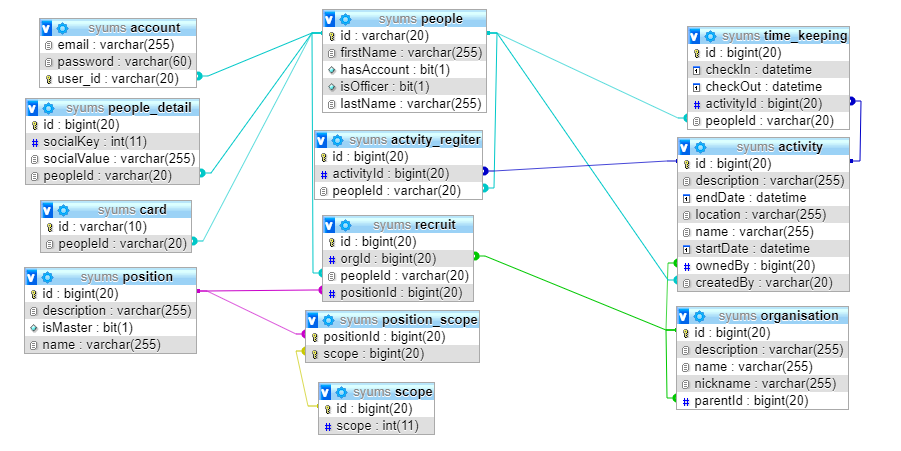 syums account
email : varchar(255)
password : varchar(60)
user_id : varchar(20)
syums people_detail
id : bigint(20)
socialKey : int(11)
socialValue : varchar(255)
peopleId : varchar(20)
syums card
id : varchar(10)
peopleId : varchar(20)
syums position
id : bigint(20)
description : varchar(255)
isMaster : bit(1)
name : varchar(255)
syums people
id : varchar(20)
firstName : varchar(255)
hasAccount : bit(1)
isOfficer : bit(1)
lastName : varchar(255)
syums actvity_regiter
id : bigint(20)
activityId : bigint(20)
peopleId : varchar(20)
syums recruit
id : bigint(20)
orgId : bigint(20)
peopleId : varchar(20)
positionId : bigint(20)
syums position_scope
positionId : bigint(20)
scope : bigint(20)
syums scope
id : bigint(20)
scope : int(11)
syums time_keeping
id : bigint(20)
checkIn : datetime
checkOut : datetime
activityId : bigint(20)
peopleId : varchar(20)
syums activity
id : bigint(20)
description : varchar(255)
endDate : datetime
location : varchar(255)
name : varchar(255)
startDate : datetime
ownedBy : bigint(20)
createdBy : varchar(20)
syums organisation
id : bigint(20)
description : varchar(255)
name : varchar(255)
nickname : varchar(255)
parentId : bigint(20)